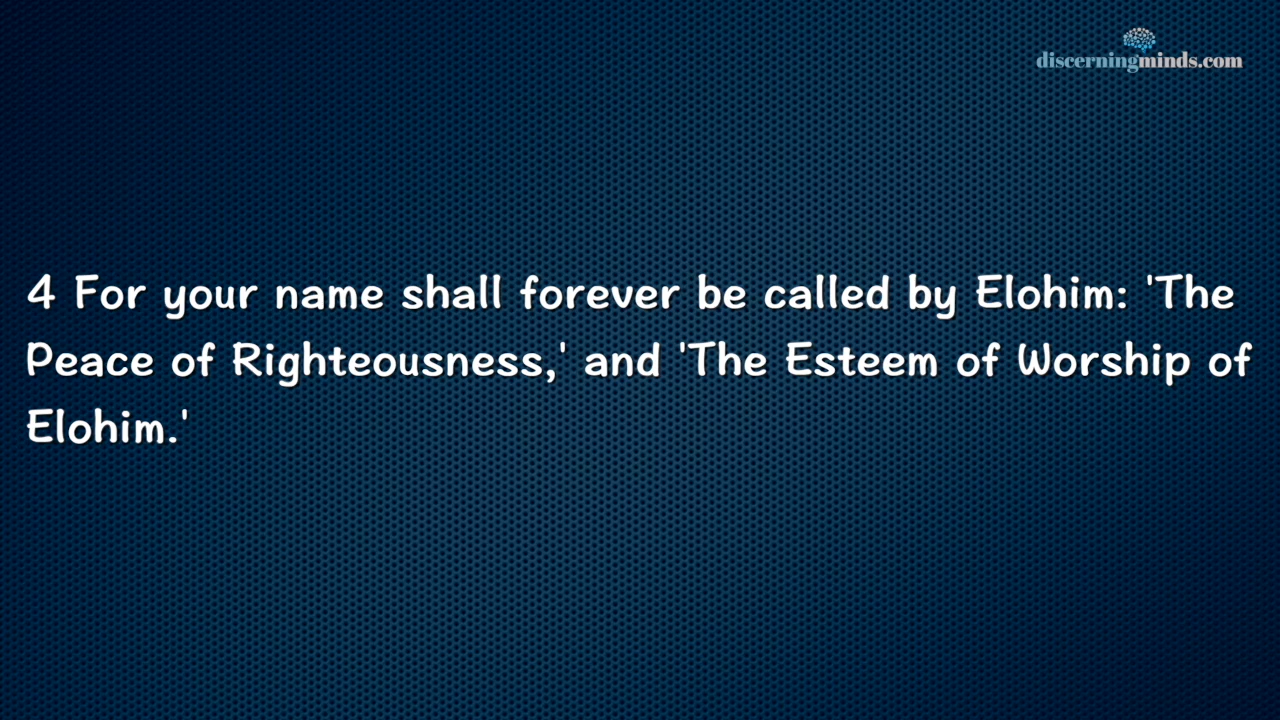 discerningminds.com
4 For your name shall forever be called by Elohim: 'The
Peace of Righteousness,' and 'The Esteem of Worship of
Elohim.'